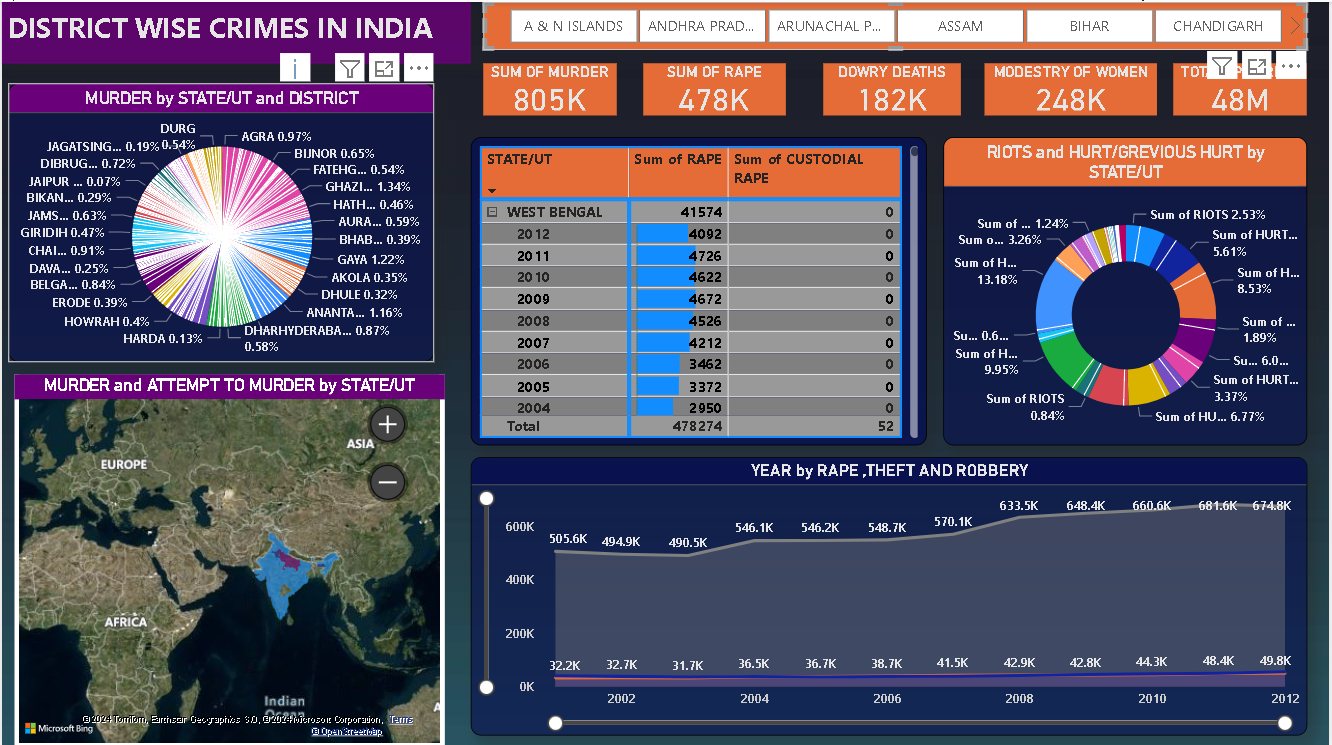 DISTRICT WISE CRIMES IN INDIA
A & N ISLANDS
ANDHRA PRAD...
ARUNACHAL P...
ASSAM
BIHAR
CHANDIGARH
SUM OF MURDER
805K
SUM OF RAPE
478K
DOWRY DEATHS
182K
MODESTRY OF WOMEN
248K
48M
MURDER by STATE/UT and DISTRICT
DURG
0.54%
AGRA 0.97%
JAGATSING... 0.19%
BIJNOR 0.65%
DIBRUG... 0.72%
FATEHG... 0.54%
JAIPUR ... 0.07%
GHAZI... 1.34%
BIKAN... 0.29%
HATH... 0.46%
JAMS... 0.63%
AURA... 0.59%
GIRIDIH 0.47%
BHAB... 0.39%
CHAI... 0.91%
GAYA 1.22%
DAVA... 0.25%
AKOLA 0.35%
BELGA... 0.84%
DHULE 0.32%
ERODE 0.39%
ANANTA... 1.16%
HOWRAH 0.4%
DHARHYDERABA... 0.87%
HARDA 0.13%
0.58%
MURDER and ATTEMPT TO MURDER by STATE/UT
ASIA
EUROPE
AFRICA
Indian
Ocean
© 2024 TomTom, Earthstar Geographics SIO, © 2024 Microsoft Corporation, Terms
© OpenStreetMap
Microsoft Bing
STATE/UT Sum of RAPE Sum of CUSTODIAL
RAPE
WEST BENGAL 41574 0
2012 4092 0
2011 4726 0
2010 4622 0
2009 4672 0
2008 4526 0
2007 4212 0
2006 3462 0
2005 3372 0
2004 2950 0
Total 478274 52
RIOTS and HURT/GREVIOUS HURT by
STATE/UT
Sum of RIOTS 2.53%
Sum of ... 1.24%
Sum of HURT...
5.61%
Sum o... 3.26%
Sum of H...
13.18%
Sum of H...
8.53%
Sum of ...
1.89%
Su... 0.6...
Sum of H...
9.95%
Su... 6.0...
Sum of HURT...
3.37%
Sum of RIOTS
0.84%
Sum of HU... 6.77%
YEAR by RAPE ,THEFT AND ROBBERY
600K
400K
200K
0K
505.6K 494.9K 490.5K 546.1K 546.2K 548.7K 570.1K 633.5K 648.4K 660.6K 681.6K 674.8K
32.2K 32.7K 31.7K 36.5K 36.7K 38.7K 41.5K 42.9K 42.8K 44.3K 48.4K 49.8K
2002 2004 2006 2008 2010 2012